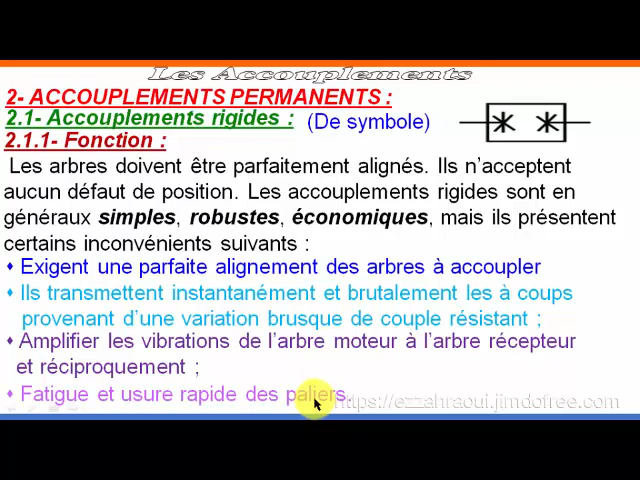 Les Accouplements
2- ACCOUPLEMENTS PERMANENTS :
2.1- Accouplements rigides : (De symbole)
2.1.1- Fonction :
Les arbres doivent être parfaitement alignés. Ils n’acceptent
aucun défaut de position. Les accouplements rigides sont en
généraux simples, robustes, économiques, mais ils présentent
certains inconvénients suivants :
• Exigent une parfaite alignement des arbres à accoupler
• Ils transmettent instantanément et brutalement les à coups
provenant d’une variation brusque de couple résistant ;
• Amplifier les vibrations de l’arbre moteur à l’arbre récepteur
et réciproquement ;
• Fatigue et usure rapide des paliers.
https://ezzahraoui.jimdofree.com